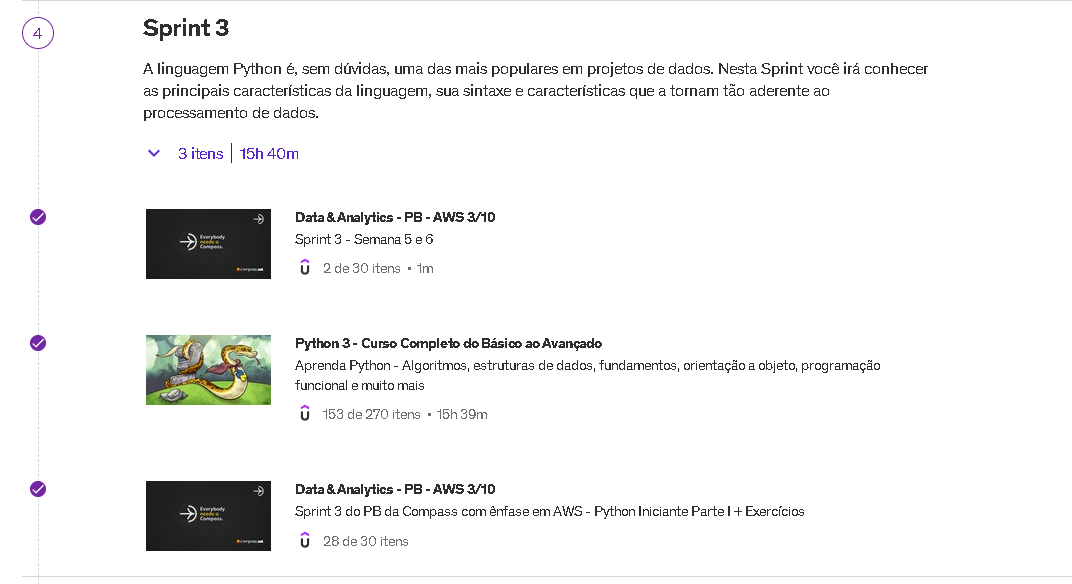 4
Sprint 3
A linguagem Python é, sem dúvidas, uma das mais populares em projetos de dados. Nesta Sprint você irá conhecer
as principais características da linguagem, sua sintaxe e características que a tornam tão aderente ao
processamento de dados.
3 itens | 15h 40m
Everybody
needs a
Compass.
compass.uol
Data & Analytics - PB - AWS 3/10
Sprint 3 - Semana 5 e 6
2 de 30 itens • 1m
Python 3 - Curso Completo do Básico ao Avançado
Aprenda Python - Algoritmos, estruturas de dados, fundamentos, orientação a objeto, programação
funcional e muito mais
153 de 270 itens • 15h 39m
Everybody
needs a
Compass.
compass.uol
Data & Analytics - PB - AWS 3/10
Sprint 3 do PB da Compass com ênfase em AWS - Python Iniciante Parte I + Exercícios
28 de 30 itens